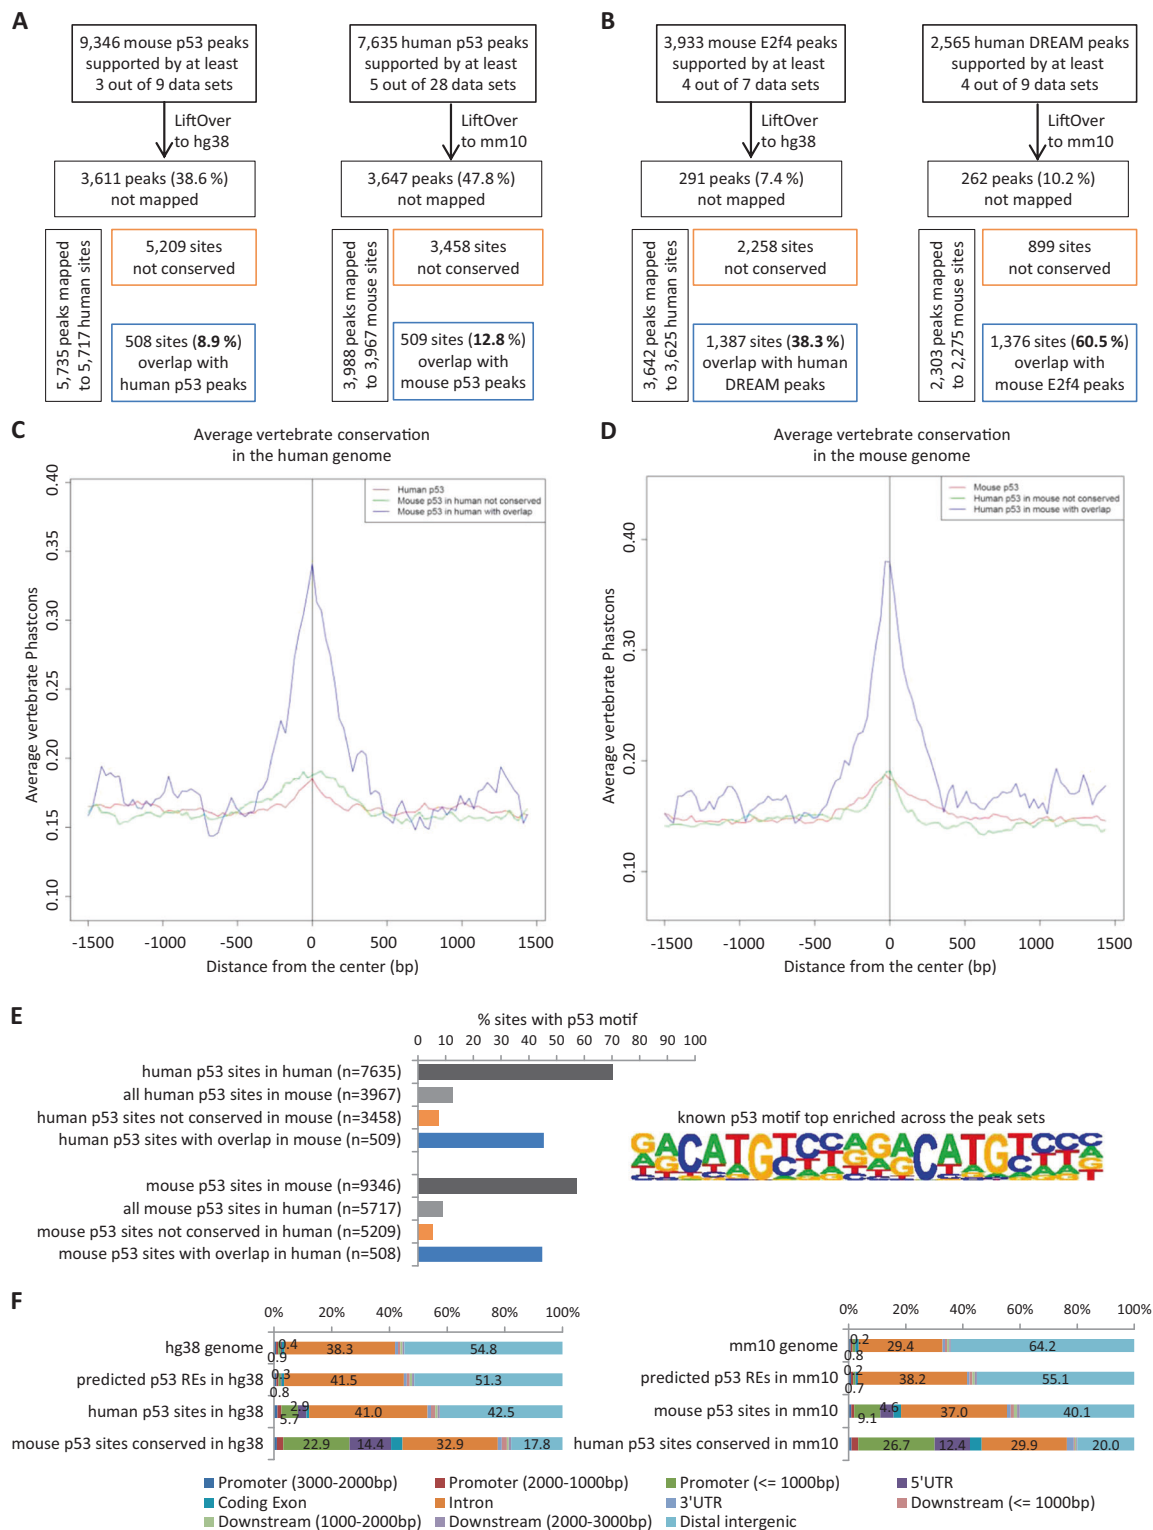 A
9,346 mouse p53 peaks
supported by at least
3 out of 9 data sets
7,635 human p53 peaks
supported by at least
5 out of 28 data sets
LiftOver
to hg38
LiftOver
to mm10
3,611 peaks (38.6 %)
not mapped
3,647 peaks (47.8 %)
not mapped
5,735 peaks mapped
to 5,717 human sites
5,209 sites
not conserved
508 sites (8.9 %)
overlap with
human p53 peaks
3,988 peaks mapped
to 3,967 mouse sites
3,458 sites
not conserved
509 sites (12.8 %)
overlap with
mouse p53 peaks
B
3,933 mouse E2f4 peaks
supported by at least
4 out of 7 data sets
2,565 human DREAM peaks
supported by at least
4 out of 9 data sets
LiftOver
to hg38
LiftOver
to mm10
291 peaks (7.4 %)
not mapped
262 peaks (10.2 %)
not mapped
3,642 peaks mapped
to 3,625 human sites
2,258 sites
not conserved
1,387 sites (38.3 %)
overlap with human
DREAM peaks
2,303 peaks mapped
to 2,275 mouse sites
899 sites
not conserved
1,376 sites (60.5 %)
overlap with
mouse E2f4 peaks
C
Average vertebrate conservation
in the human genome
Human p53
Mouse p53 in human not conserved
Mouse p53 in human with overlap
Average vertebrate Phastcons
0.40
0.35
0.30
0.25
0.20
0.15
0.10
-1500 -1000 -500 0 500 1000 1500
Distance from the center (bp)
D
Average vertebrate conservation
in the mouse genome
Mouse p53
Human p53 in mouse not conserved
Human p53 in mouse with overlap
Average vertebrate Phastcons
0.40
0.30
0.20
0.10
-1500 -1000 -500 0 500 1000 1500
Distance from the center (bp)
E
% sites with p53 motif
0 10 20 30 40 50 60 70 80 90 100
human p53 sites in human (n=7635)
all human p53 sites in mouse (n=3967)
human p53 sites not conserved in mouse (n=3458)
human p53 sites with overlap in mouse (n=509)
mouse p53 sites in mouse (n=9346)
all mouse p53 sites in human (n=5717)
mouse p53 sites not conserved in human (n=5209)
mouse p53 sites with overlap in human (n=508)
known p53 motif top enriched across the peak sets
GACATGTCCAGACATGTCCC
F
0% 20% 40% 60% 80% 100%
hg38 genome 0.9 0.4 38.3 54.8
predicted p53 REs in hg38 0.8 0.3 41.5 51.3
human p53 sites in hg38 5.7 2.9 41.0 42.5
mouse p53 sites conserved in hg38 22.9 14.4 32.9 17.8
0% 20% 40% 60% 80% 100%
mm10 genome 0.8 0.2 29.4 64.2
predicted p53 REs in mm10 0.7 0.2 38.2 55.1
mouse p53 sites in mm10 9.1 4.6 37.0 40.1
human p53 sites conserved in mm10 26.7 12.4 29.9 20.0
Promoter (3000-2000bp) Promoter (2000-1000bp) Promoter (<= 1000bp) 5'UTR
Coding Exon Intron 3'UTR Downstream (<= 1000bp)
Downstream (1000-2000bp) Downstream (2000-3000bp) Distal intergenic